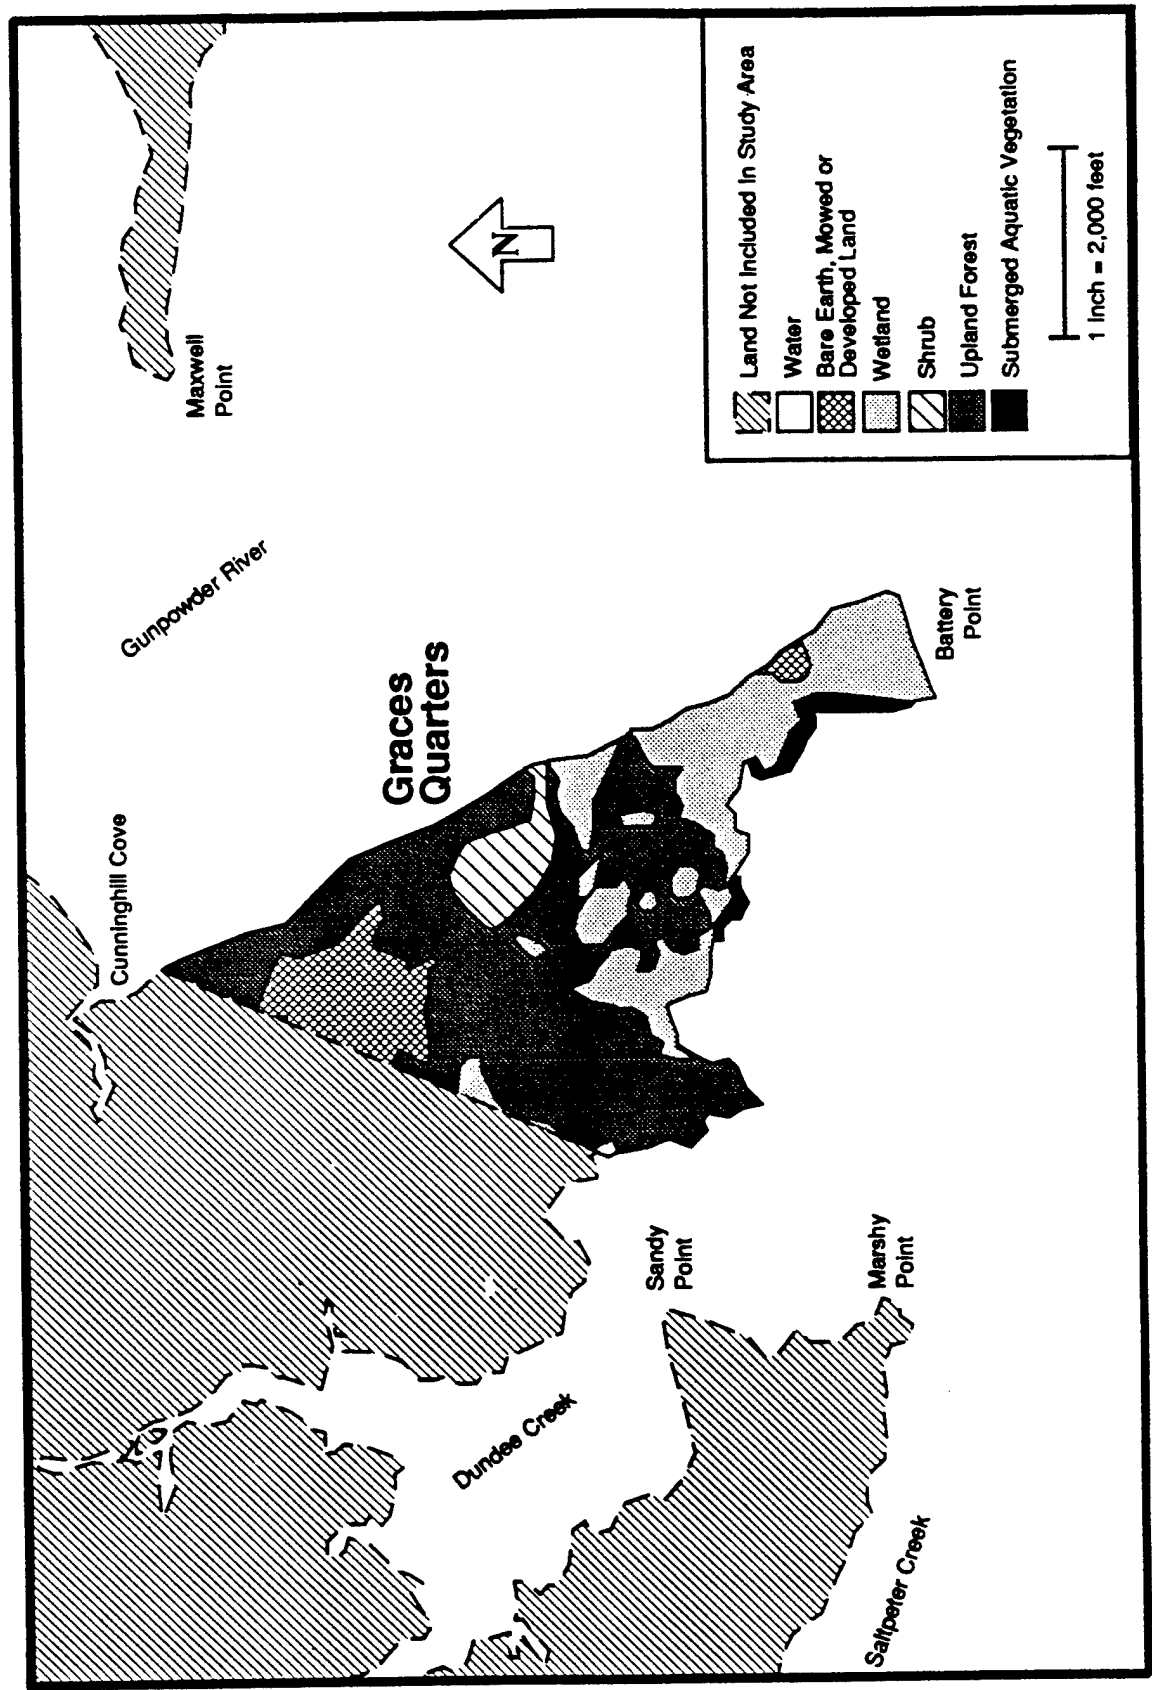 Maxwell
Point
Gunpowder River
Cunninghill Cove
Graces
Quarters
N
Battery
Point
Sandy
Point
Marshy
Point
Dundee Creek
Saltpeter Creek
Land Not Included In Study Area
Water
Bare Earth, Mowed or
Developed Land
Wetland
Shrub
Upland Forest
Submerged Aquatic Vegetation
1 Inch = 2,000 feet